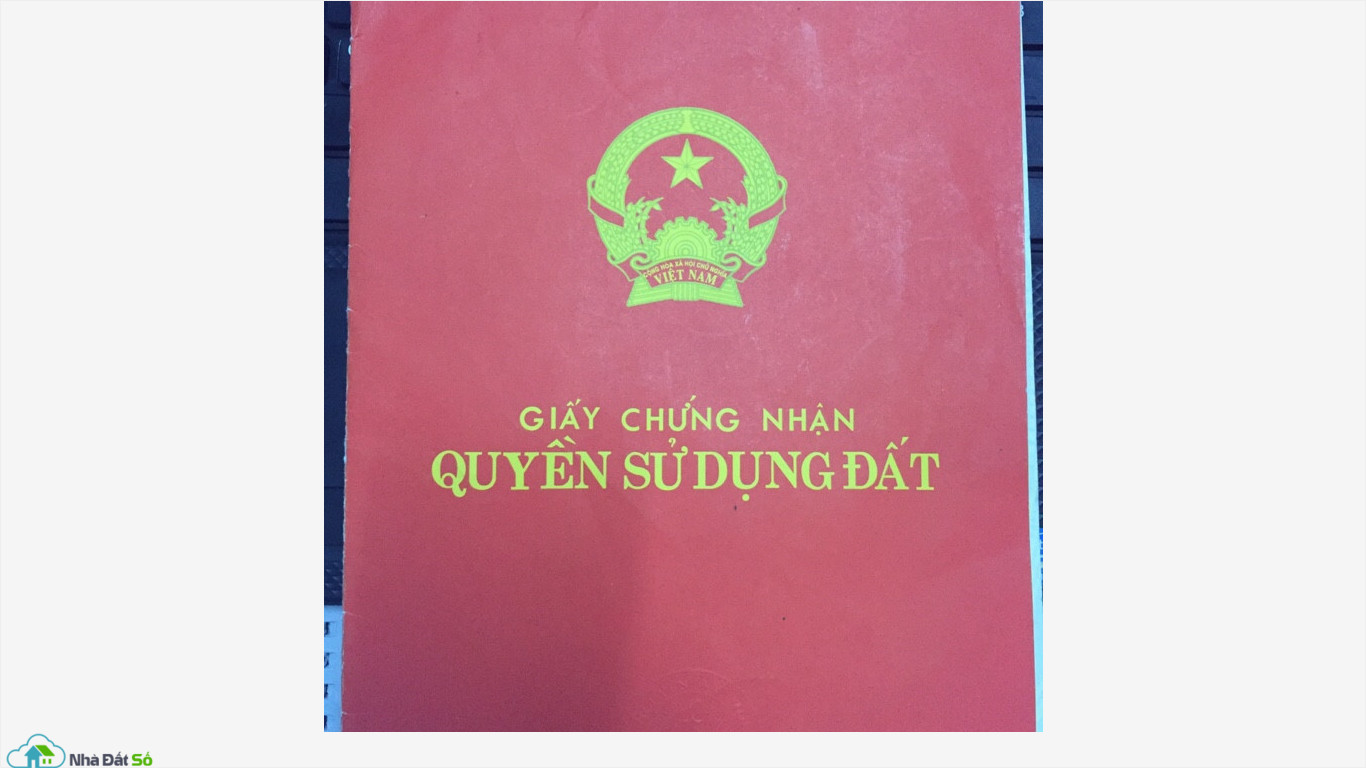 CỘNG HÒA XÃ HỘI CHỦ NGHĨA
VIỆT NAM
GIẤY CHỨNG NHẬN
QUYỀN SỬ DỤNG ĐẤT
Nhà Đất Số